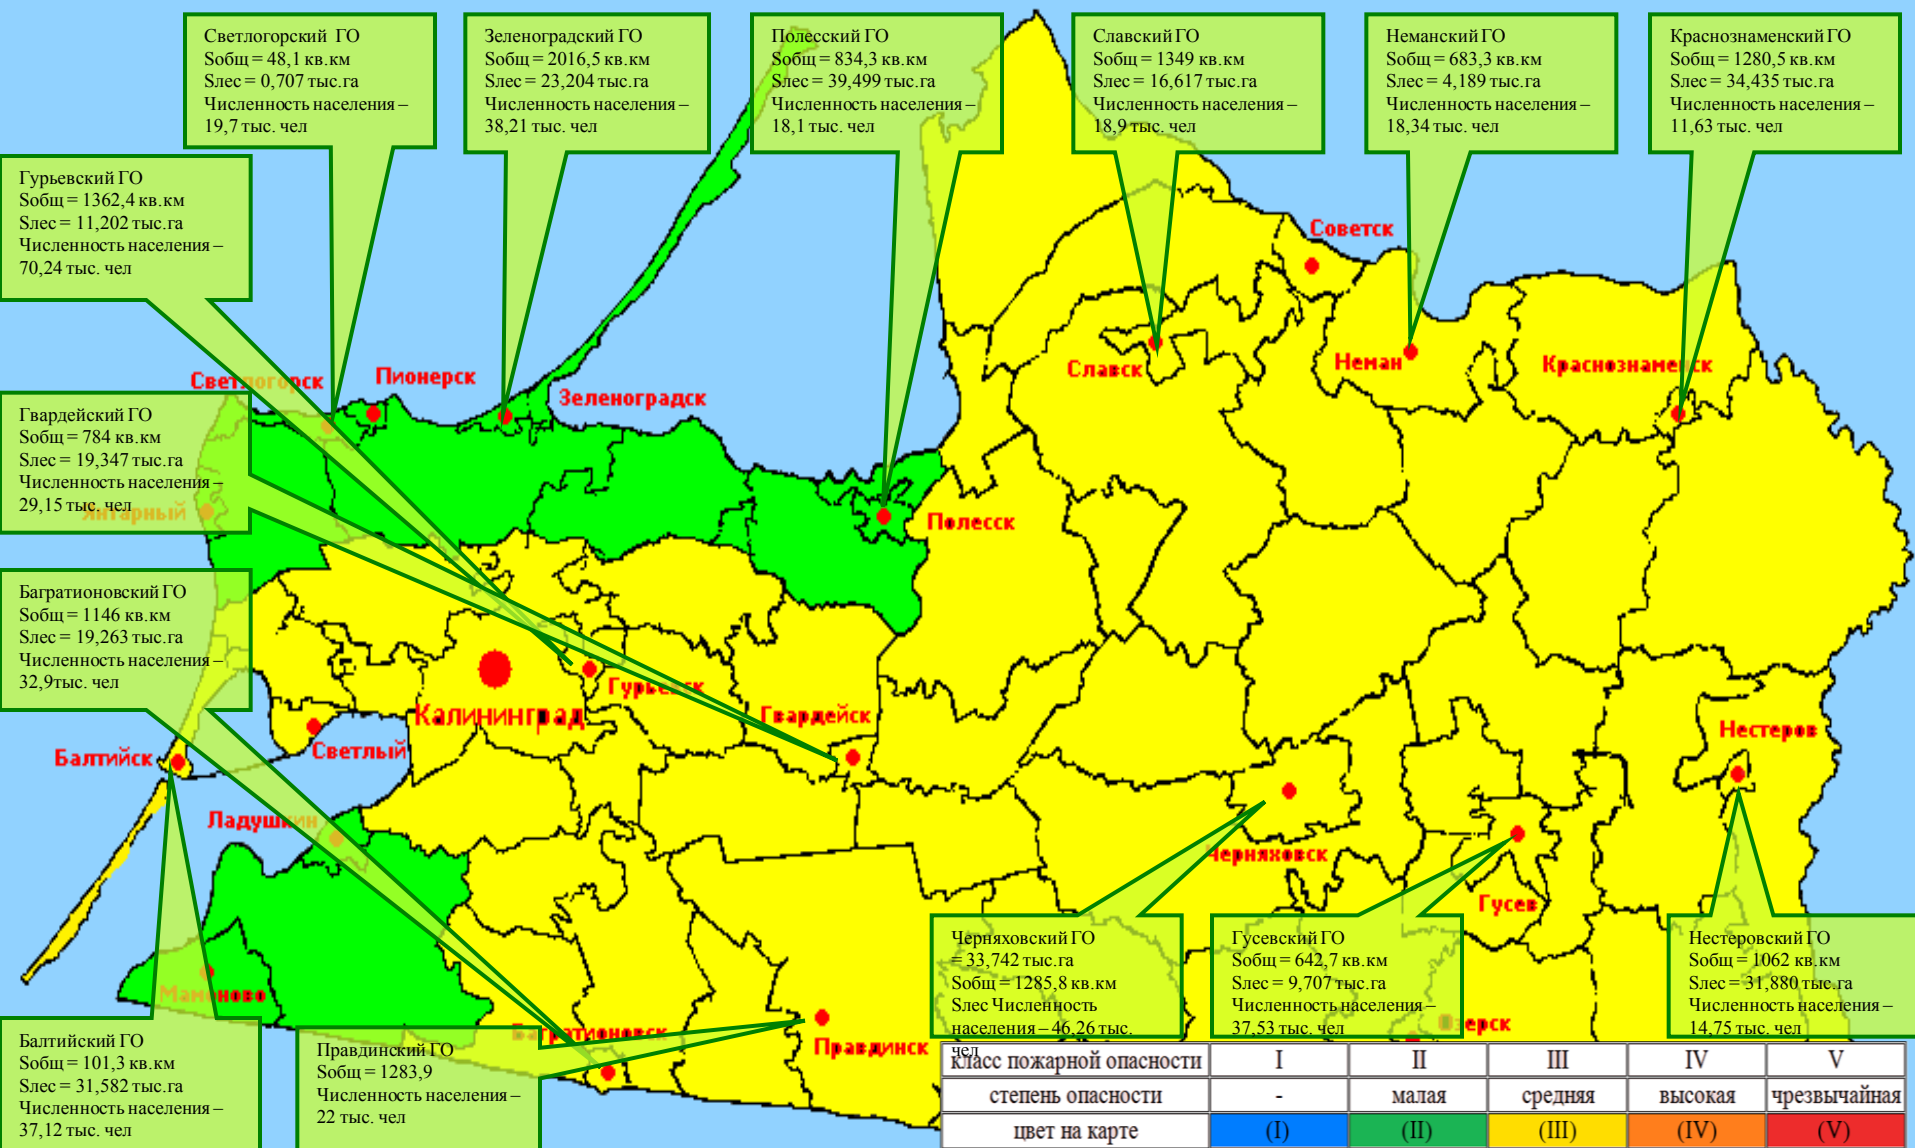 Светлогорский ГО
Sобщ = 48,1 кв.км
Sлес = 0,707 тыс.га
Численность населения –
19,7 тыс. чел
Зеленоградский ГО
Sобщ = 2016,5 кв.км
Sлес = 23,204 тыс.га
Численность населения –
38,21 тыс. чел
Полесский ГО
Sобщ = 834,3 кв.км
Sлес = 39,499 тыс.га
Численность населения –
18,1 тыс. чел
Славский ГО
Sобщ = 1349 кв.км
Sлес = 16,617 тыс.га
Численность населения –
18,9 тыс. чел
Неманский ГО
Sобщ = 683,3 кв.км
Sлес = 4,189 тыс.га
Численность населения –
18,34 тыс. чел
Краснознаменский ГО
Sобщ = 1280,5 кв.км
Sлес = 34,435 тыс.га
Численность населения –
11,63 тыс. чел
Гурьевский ГО
Sобщ = 1362,4 кв.км
Sлес = 11,202 тыс.га
Численность населения –
70,24 тыс. чел
Советск
Светлогорск
Пионерск
Зеленоградск
Славск
Неман
Краснознаменск
Гвардейский ГО
Sобщ = 784 кв.км
Sлес = 19,347 тыс.га
Численность населения –
29,15 тыс. чел
Янтарный
Полесск
Багратионовский ГО
Sобщ = 1146 кв.км
Sлес = 19,263 тыс.га
Численность населения –
32,9тыс. чел
Гурьевск
Калининград
Гвардейск
Нестеров
Светлый
Балтийск
Ладушкин
Черняховск
Гусев
Мамоново
Багратионовск
Правдинск
Озерск
Черняховский ГО
= 33,742 тыс.га
Sобщ = 1285,8 кв.км
Sлес Численность
населения – 46,26 тыс.
чел
Гусевский ГО
Sобщ = 642,7 кв.км
Sлес = 9,707 тыс.га
Численность населения –
37,53 тыс. чел
Нестеровский ГО
Sобщ = 1062 кв.км
Sлес = 31,880 тыс.га
Численность населения –
14,75 тыс. чел
Балтийский ГО
Sобщ = 101,3 кв.км
Sлес = 31,582 тыс.га
Численность населения –
37,12 тыс. чел
Правдинский ГО
Sобщ = 1283,9
Численность населения –
22 тыс. чел
класс пожарной опасности I II III IV V
степень опасности - малая средняя высокая чрезвычайная
цвет на карте (I) (II) (III) (IV) (V)